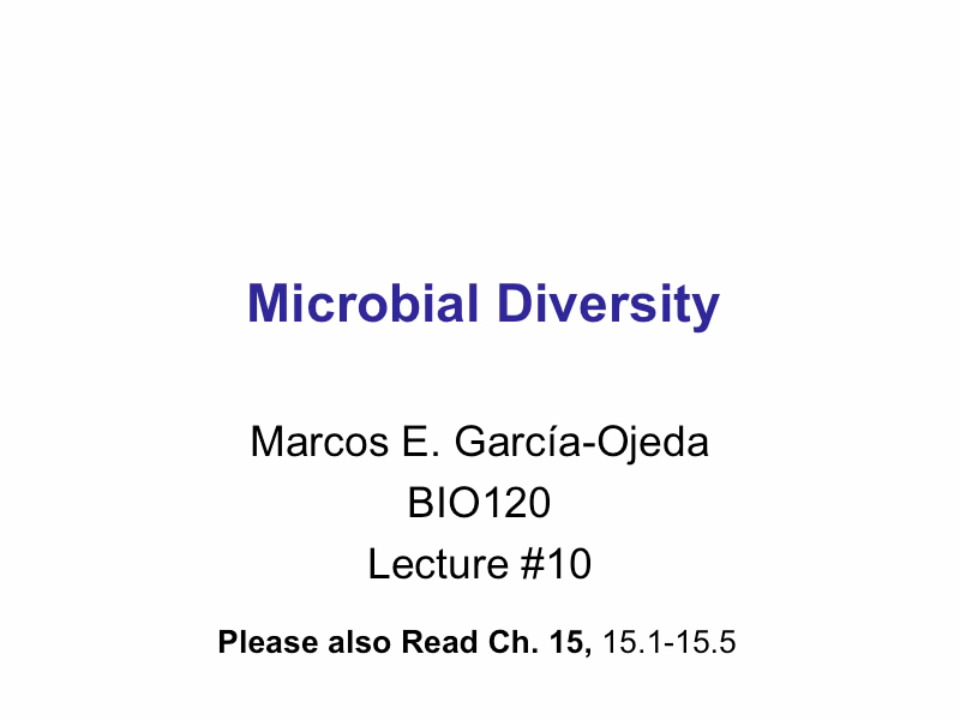 Microbial Diversity
Marcos E. García-Ojeda
BIO120
Lecture #10
Please also Read Ch. 15, 15.1-15.5